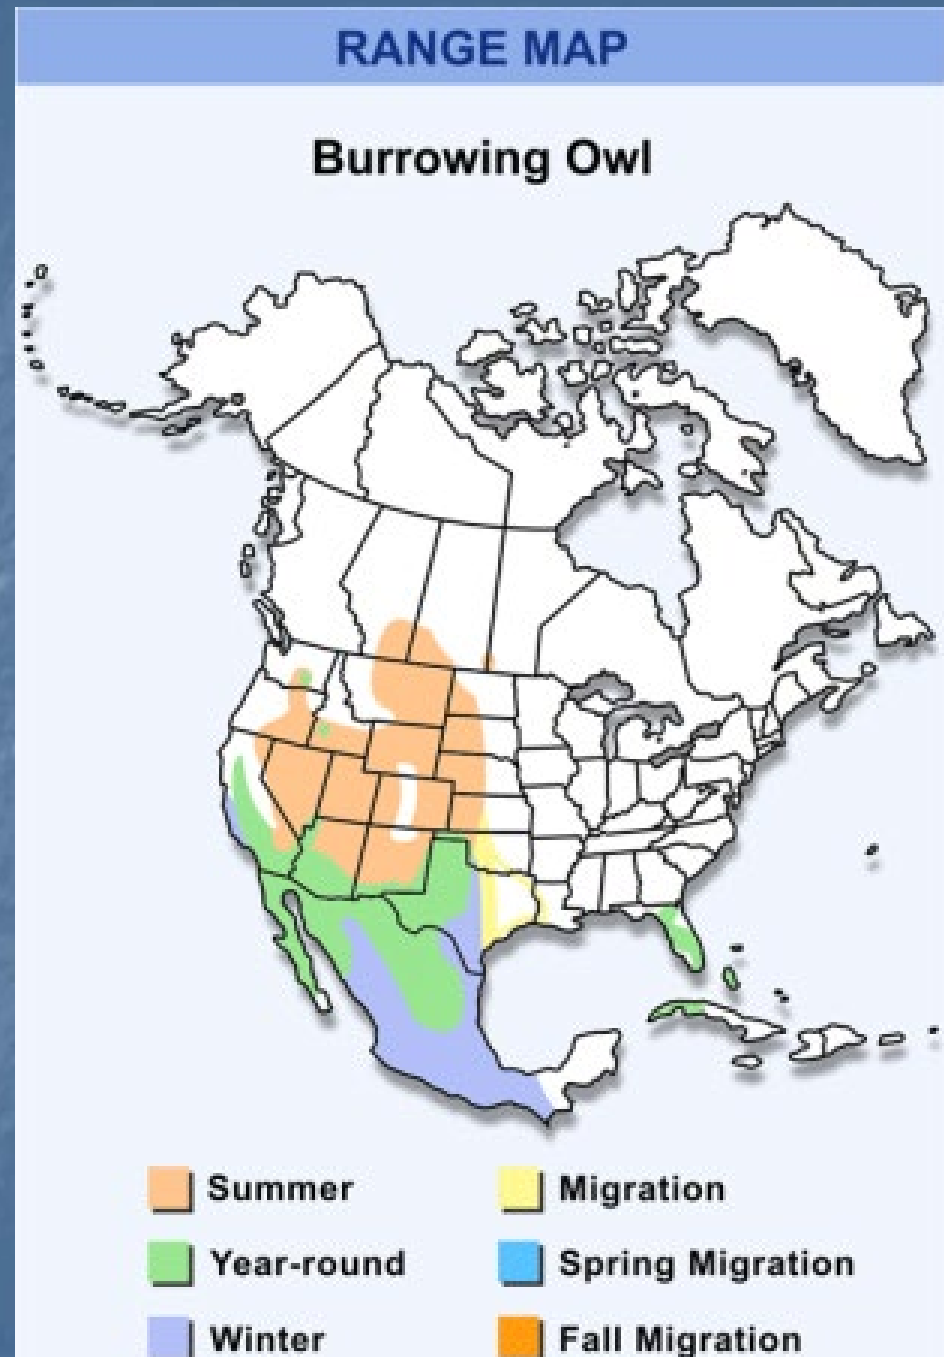 RANGE MAP
Burrowing Owl
Summer
Migration
Year-round
Spring Migration
Winter
Fall Migration